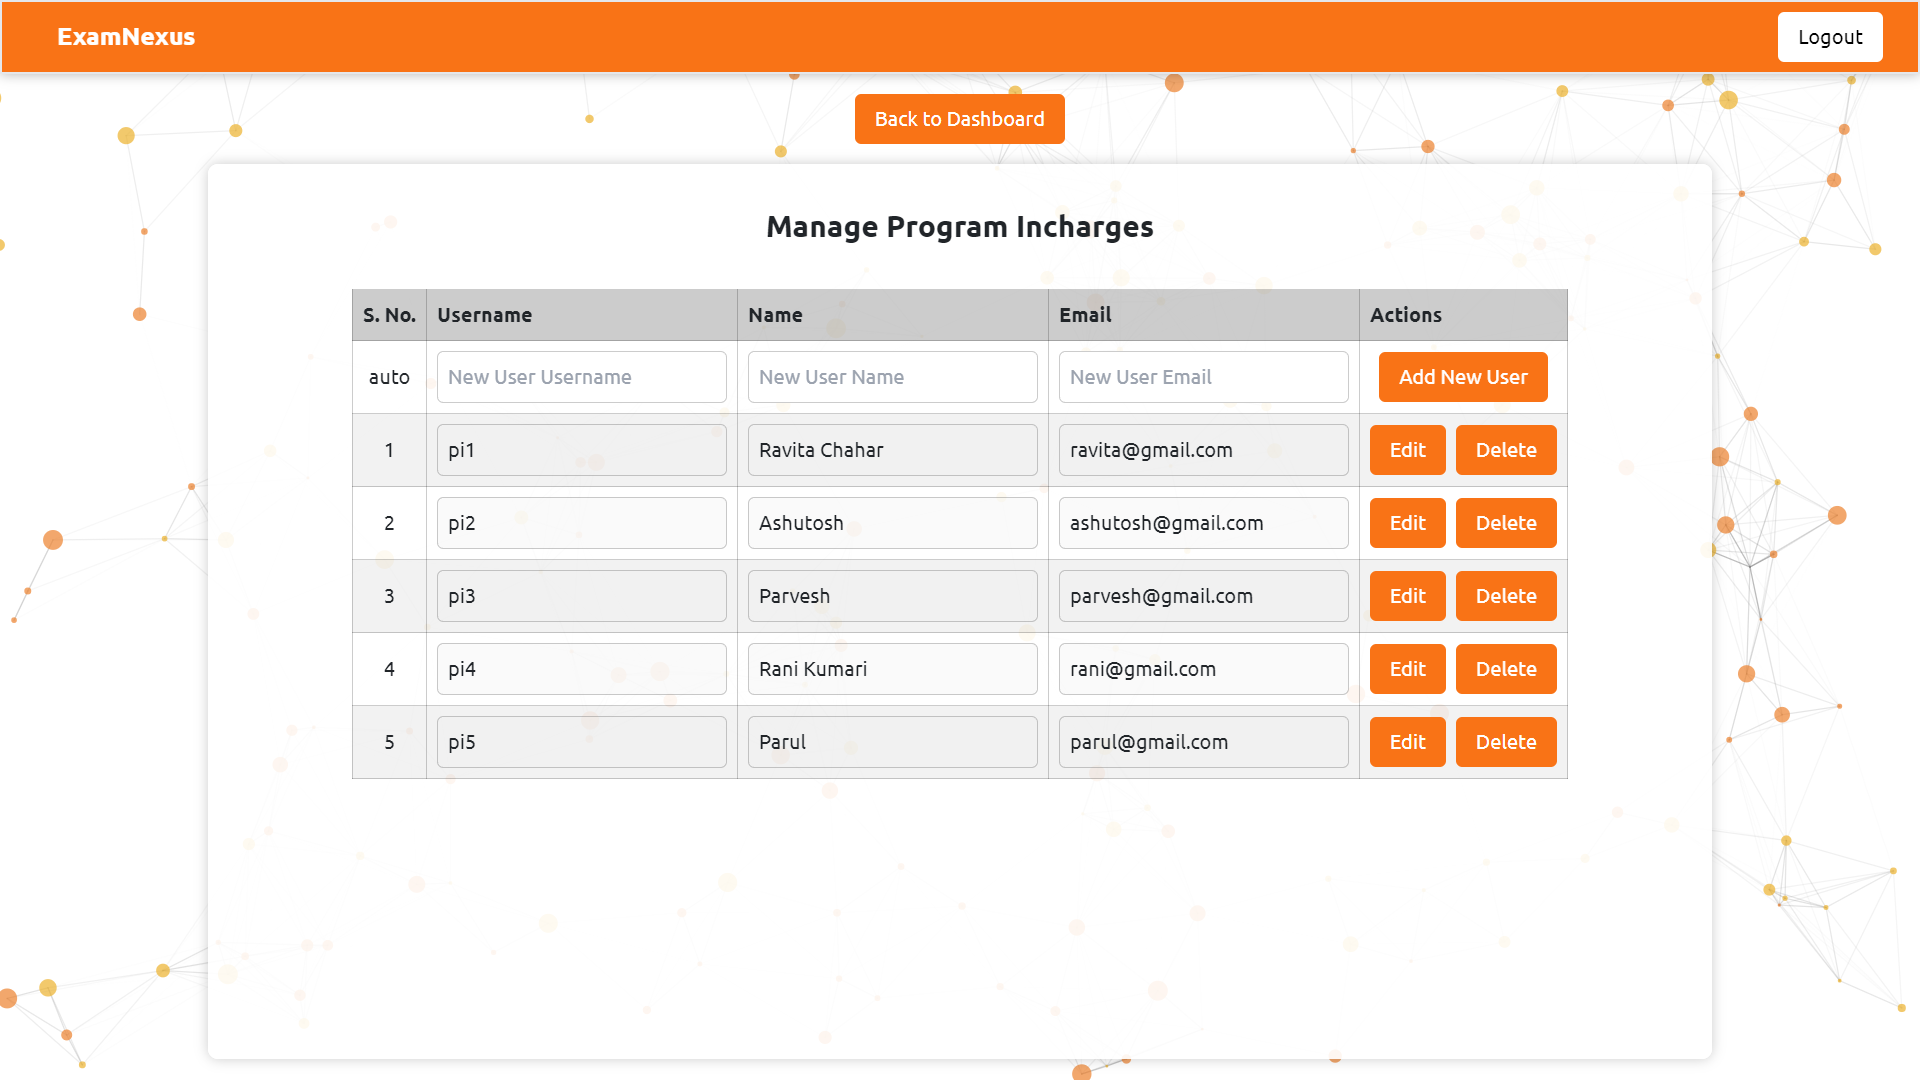 ExamNexus Logout
Back to Dashboard
Manage Program Incharges
S. No. Username Name Email Actions
auto New User Username New User Name New User Email Add New User
1 pi1 Ravita Chahar ravita@gmail.com Edit Delete
2 pi2 Ashutosh ashutosh@gmail.com Edit Delete
3 pi3 Parvesh parvesh@gmail.com Edit Delete
4 pi4 Rani Kumari rani@gmail.com Edit Delete
5 pi5 Parul parul@gmail.com Edit Delete